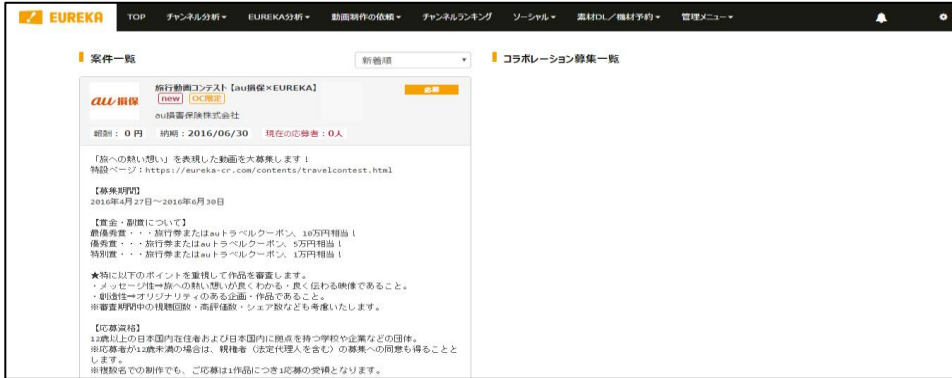 EUREKA
TOP チャンネル分析 EUREKA分析 動画制作の依頼 チャンネルランキング ソーシャル 素材DL／機材予約 管理メニュー
案件一覧
新着順
コラボレーション募集一覧
au損保
旅行動画コンテスト【au損保×EUREKA】
応募
new OC限定
au損害保険株式会社
報酬：0円 納期：2016/06/30 現在の応募者：0人
「旅への熱い想い」を表現した動画を大募集します！
特設ページ：https://eureka-cr.com/contents/travelcontest.html
【募集期間】
2016年4月27日～2016年6月30日
【賞金・副賞について】
最優秀賞・・・旅行券またはauトラベルクーポン、10万円相当！
優秀賞・・・旅行券またはauトラベルクーポン、5万円相当！
特別賞・・・旅行券またはauトラベルクーポン、1万円相当！
★特に以下のポイントを重視して作品を審査します。
・メッセージ性⇒旅への熱い想いが良くわかる・良く伝わる映像であること。
・創造性⇒オリジナリティのある企画・作品であること。
※審査期間中の視聴回数・高評価数・シェア数なども考慮いたします。
【応募資格】
12歳以上の日本国内在住者および日本国内に拠点を持つ学校や企業などの団体。
※応募者が12歳未満の場合は、親権者（法定代理人を含む）の募集への同意も得ることと
します。
※複数名での制作でも、ご応募は1作品につき1応募の受領となります。